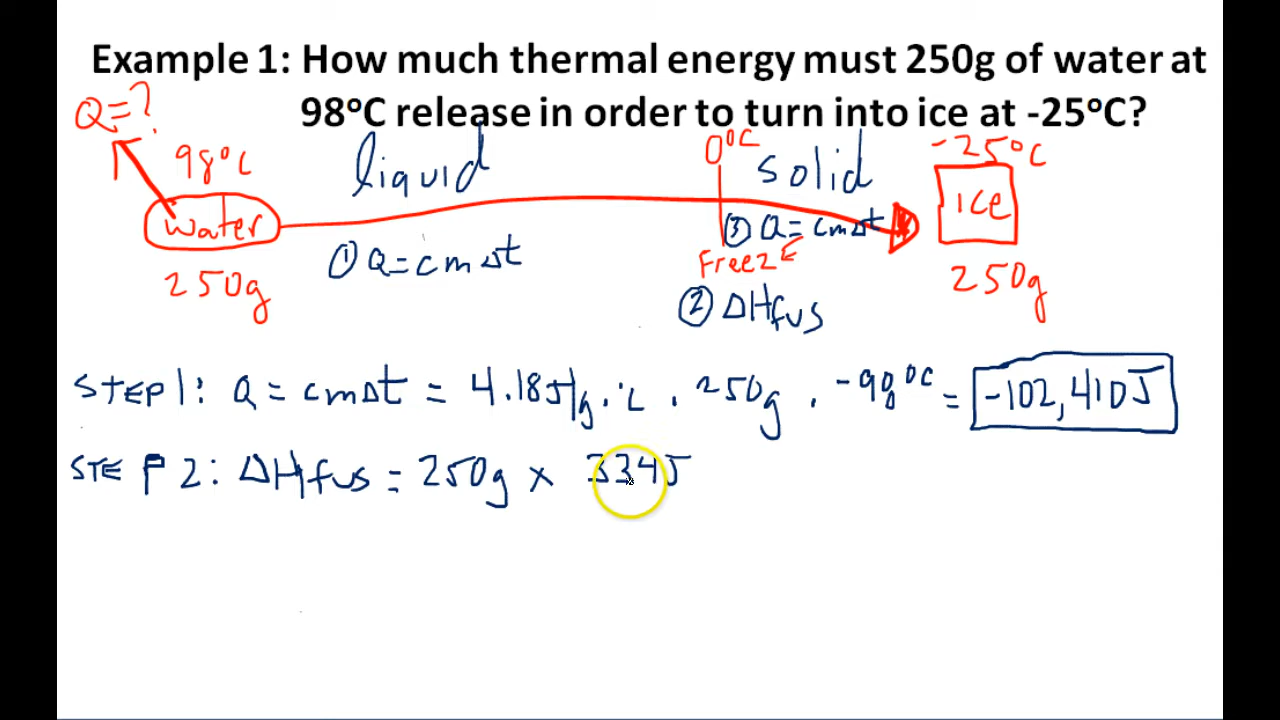 Example 1: How much thermal energy must 250g of water at
98°C release in order to turn into ice at -25°C?
Q=?
98°C
liquid
0°C
solid
-25°C
water
ice
① Q=cmΔt
③ Q=cmΔt
Freeze
250g
250g
② ΔHfus
STEP1: Q = cmΔt = 4.18J/g·°C · 250g · -98°C = -102,410J
STEP 2: ΔHfus = 250g x 334J